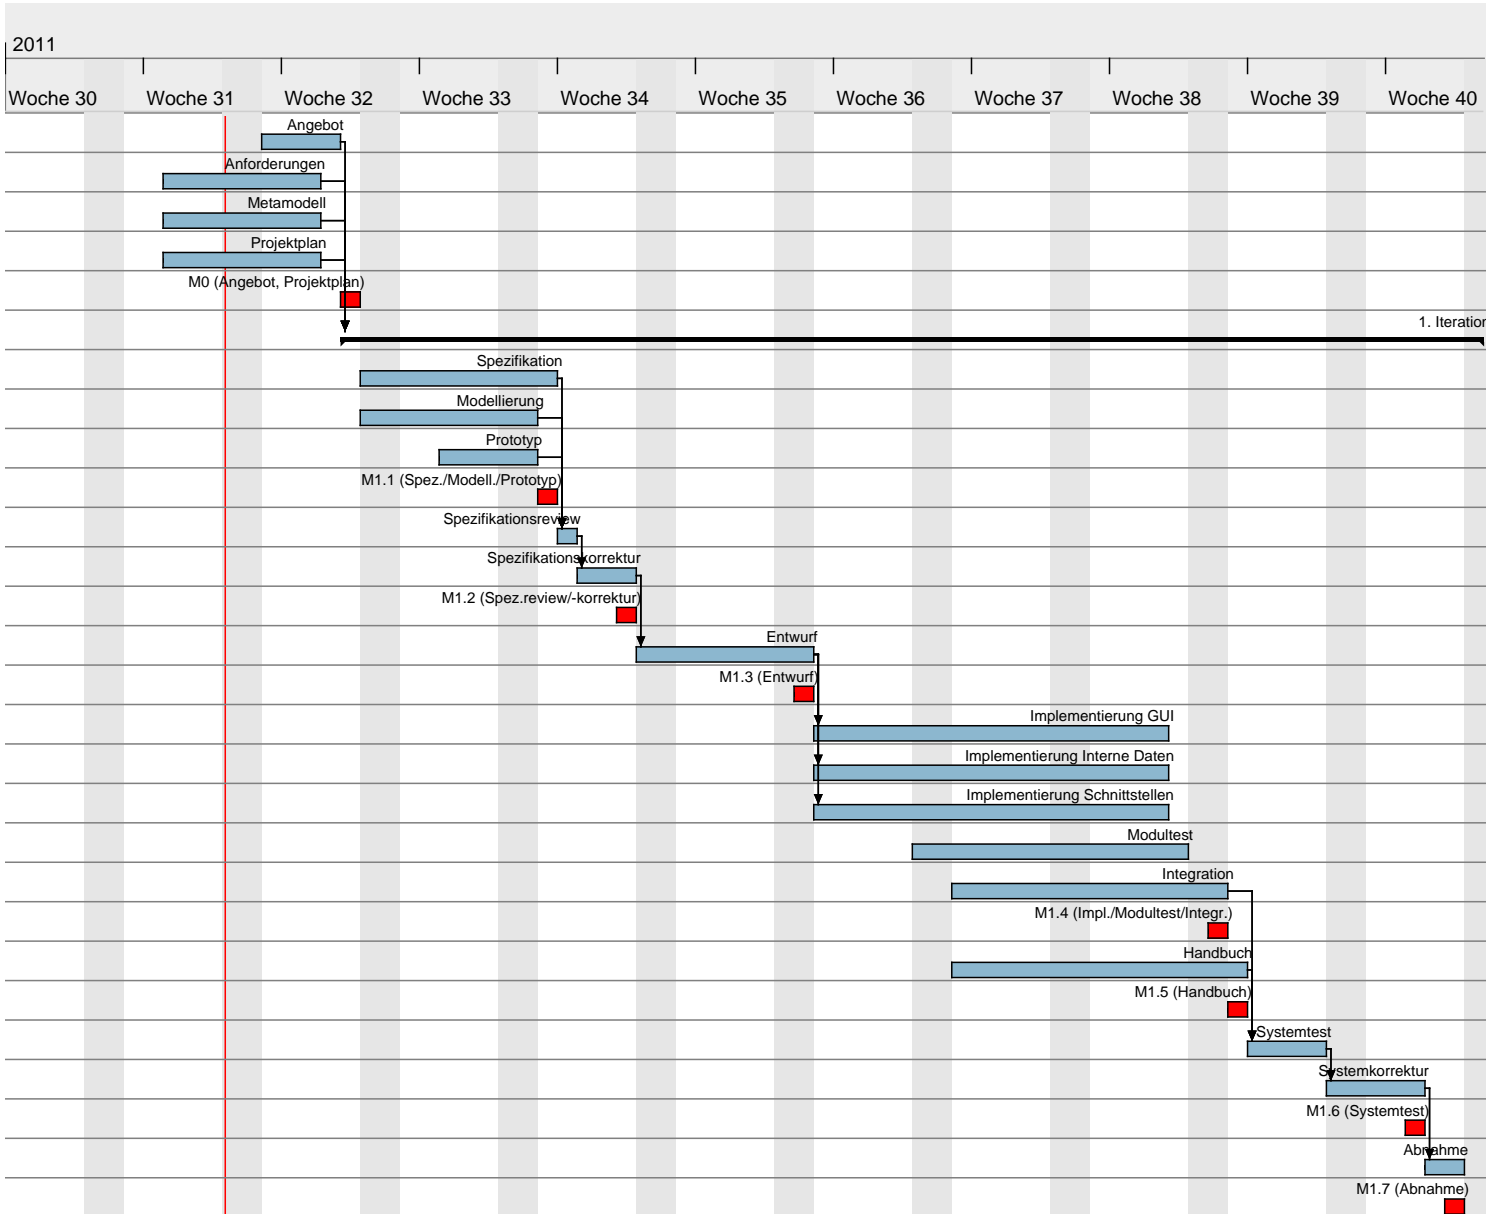 2011
Woche 30 Woche 31 Woche 32 Woche 33 Woche 34 Woche 35 Woche 36 Woche 37 Woche 38 Woche 39 Woche 40
Angebot
Anforderungen
Metamodell
Projektplan
M0 (Angebot, Projektplan)
1. Iteration
Spezifikation
Modellierung
Prototyp
M1.1 (Spez./Modell./Prototyp)
Spezifikationsreview
Spezifikationskorrektur
M1.2 (Spez.review/-korrektur)
Entwurf
M1.3 (Entwurf)
Implementierung GUI
Implementierung Interne Daten
Implementierung Schnittstellen
Modultest
Integration
M1.4 (Impl./Modultest/Integr.)
Handbuch
M1.5 (Handbuch)
Systemtest
Systemkorrektur
M1.6 (Systemtest)
Abnahme
M1.7 (Abnahme)